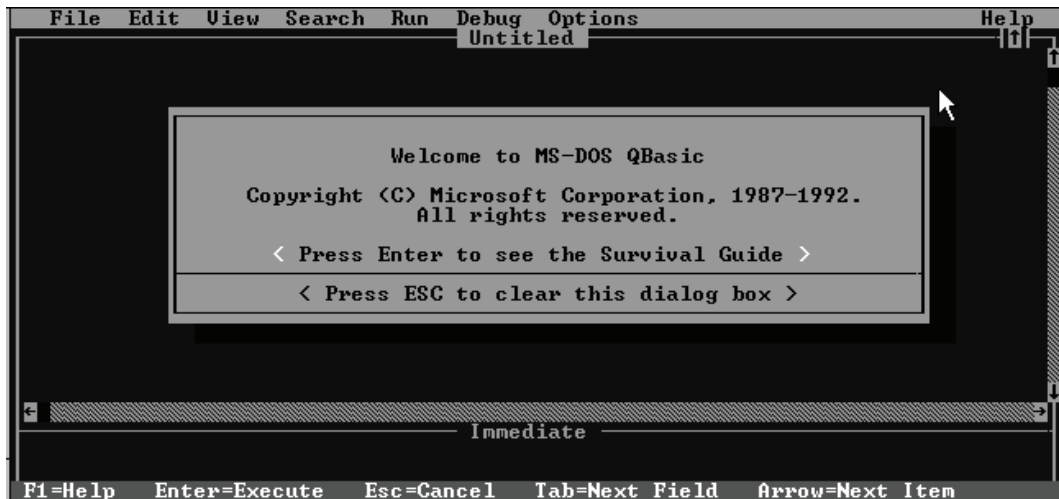 File Edit View Search Run Debug Options Help
Untitled
Welcome to MS-DOS QBasic
Copyright (C) Microsoft Corporation, 1987-1992.
All rights reserved.
< Press Enter to see the Survival Guide >
< Press ESC to clear this dialog box >
Immediate
F1=Help Enter=Execute Esc=Cancel Tab=Next Field Arrow=Next Item